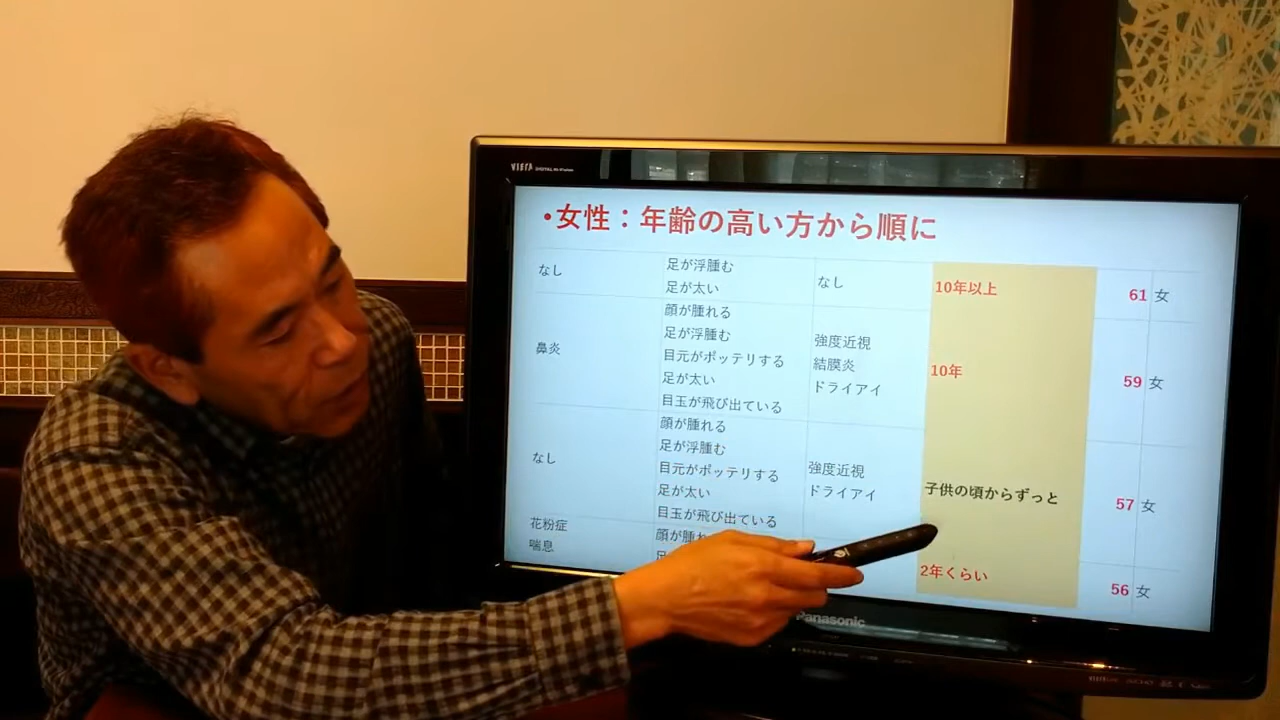 VIERA
•女性：年齢の高い方から順に
なし
足が浮腫む
足が太い
なし
10年以上
61 女
鼻炎
顔が腫れる
足が浮腫む
目元がポッテリする
足が太い
目玉が飛び出ている
強度近視
結膜炎
ドライアイ
10年
59 女
なし
顔が腫れる
足が浮腫む
目元がポッテリする
足が太い
目玉が飛び出ている
強度近視
ドライアイ
子供の頃からずっと
57 女
花粉症
喘息
顔が腫れ
足
2年くらい
56 女
Panasonic